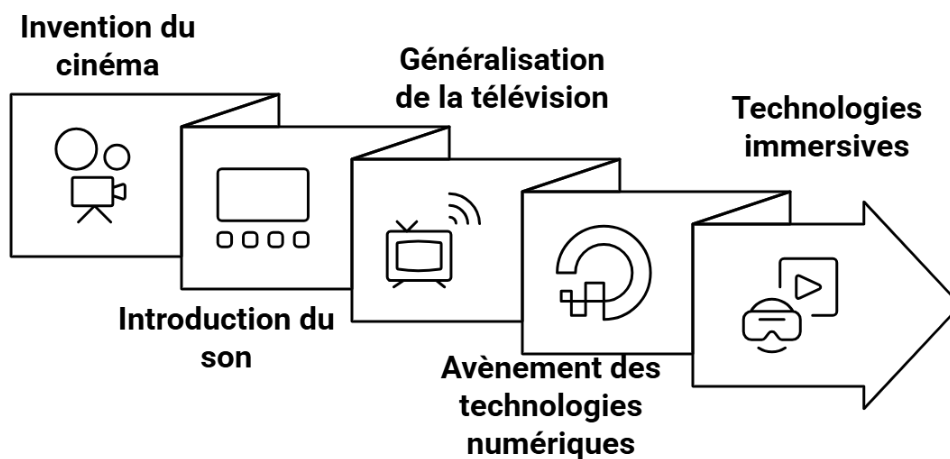 Invention du
cinéma
Introduction du
son
Généralisation
de la télévision
Avènement des
technologies
numériques
Technologies
immersives